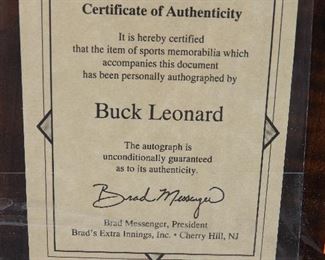 Certificate of Authenticity
It is hereby certified
that the item of sports memorabilia which
accompanies this document
has been personally autographed by
Buck Leonard
The autograph is
unconditionally guaranteed
as to its authenticity.
Brad Messenger
Brad Messenger, President
Brad's Extra Innings, Inc. • Cherry Hill, NJ